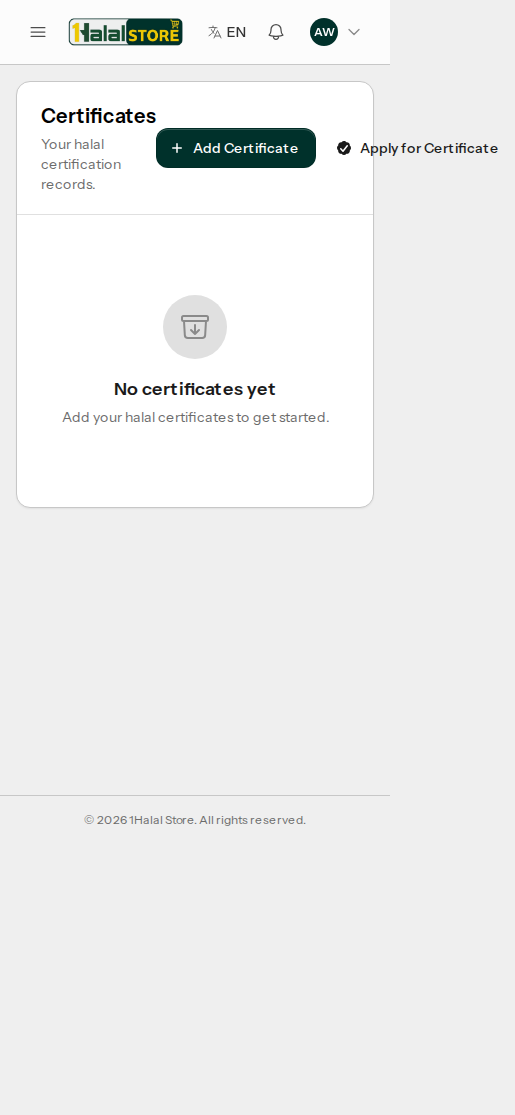 1Halal STORE
EN
AW
Certificates
Your halal
certification
records.
Add Certificate
Apply for Certificate
No certificates yet
Add your halal certificates to get started.
© 2026 1Halal Store. All rights reserved.